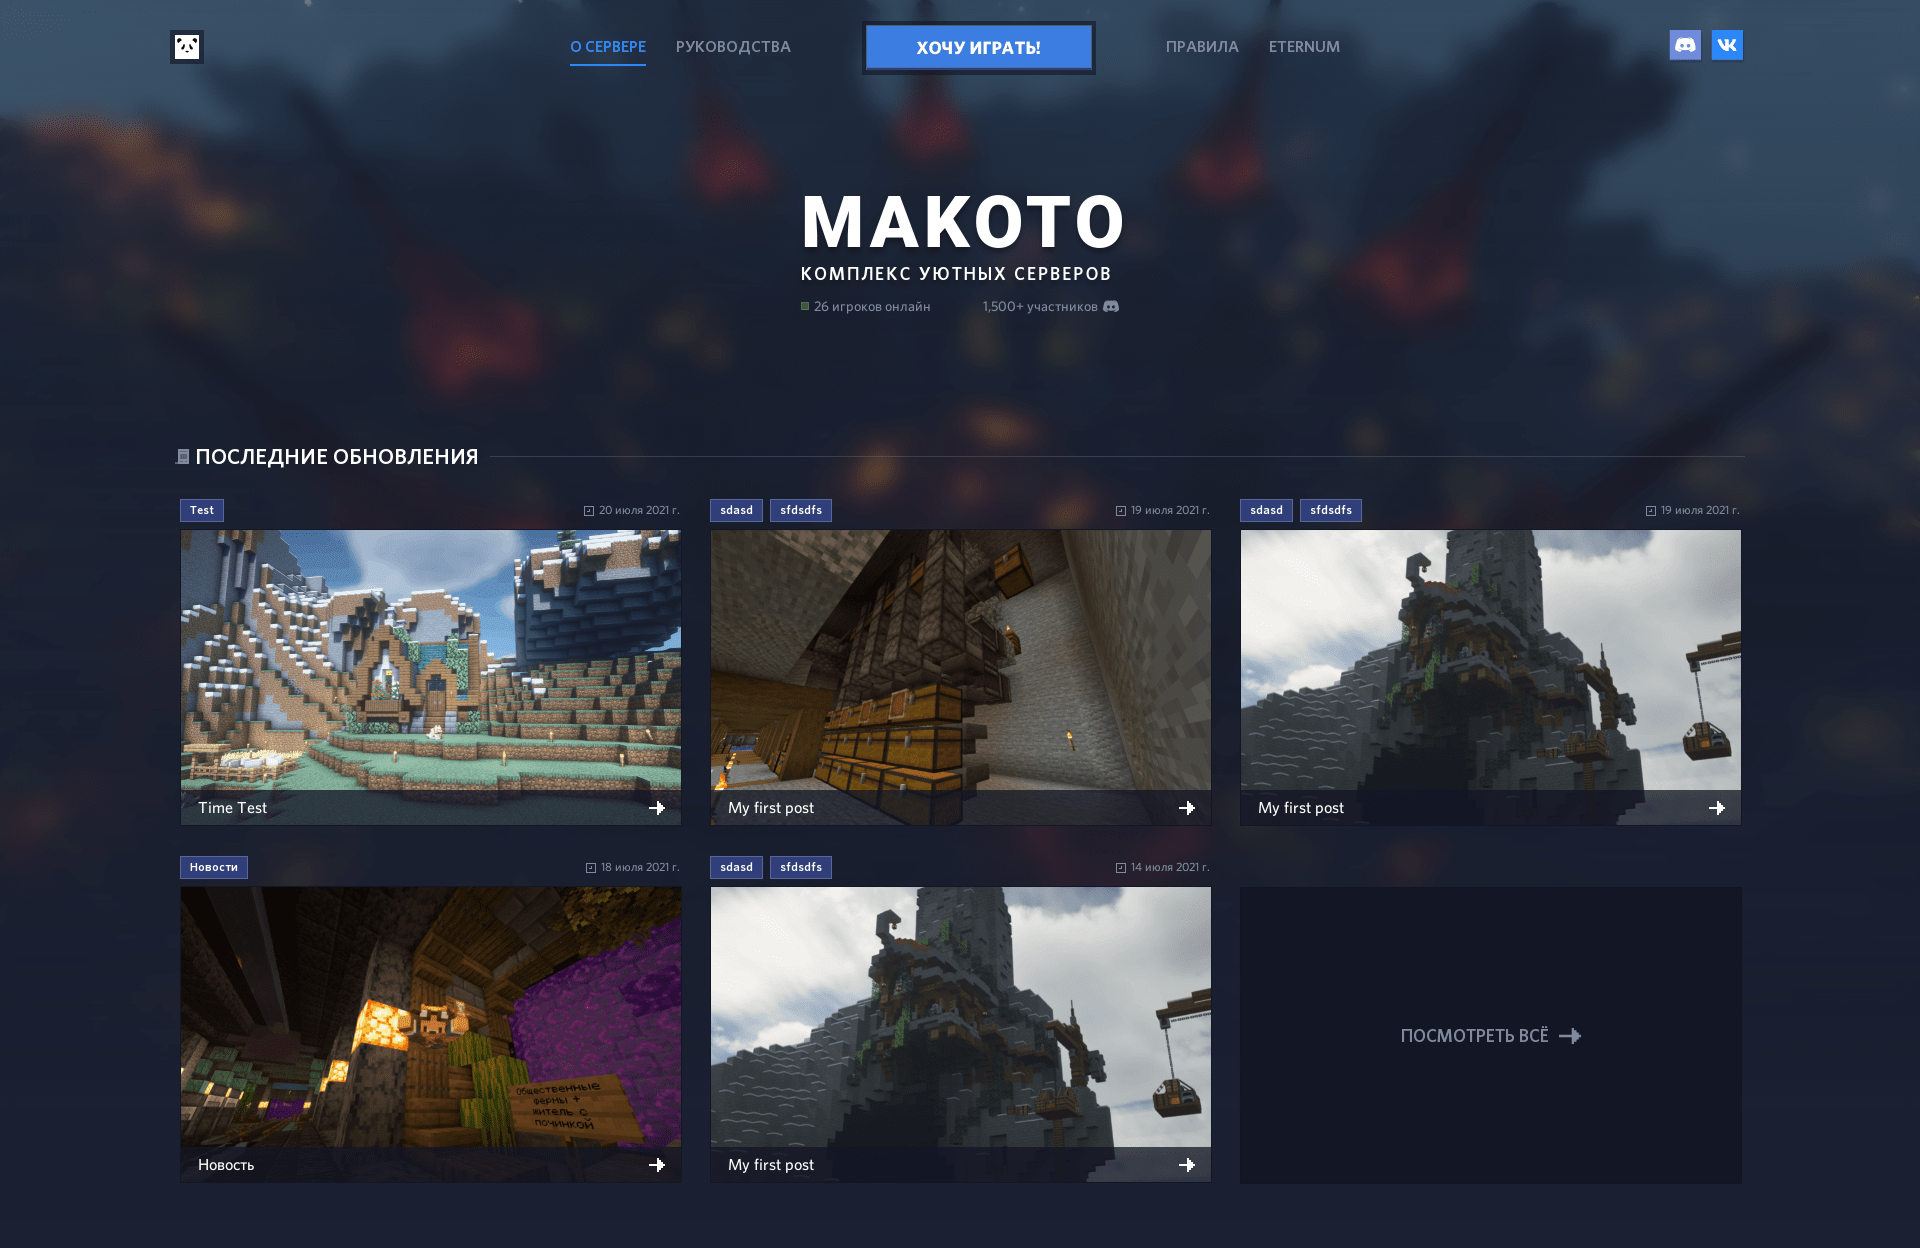 О СЕРВЕРЕ РУКОВОДСТВА ХОЧУ ИГРАТЬ! ПРАВИЛА ETERNUM
МАКОТО
КОМПЛЕКС УЮТНЫХ СЕРВЕРОВ
26 игроков онлайн 1,500+ участников
ПОСЛЕДНИЕ ОБНОВЛЕНИЯ
Test 20 июля 2021 г.
Time Test
sdasd sfdsdfs 19 июля 2021 г.
My first post
sdasd sfdsdfs 19 июля 2021 г.
My first post
Новости 18 июля 2021 г.
Общественные
фермы +
житель с
починкой
Новость
sdasd sfdsdfs 14 июля 2021 г.
My first post
ПОСМОТРЕТЬ ВСЁ